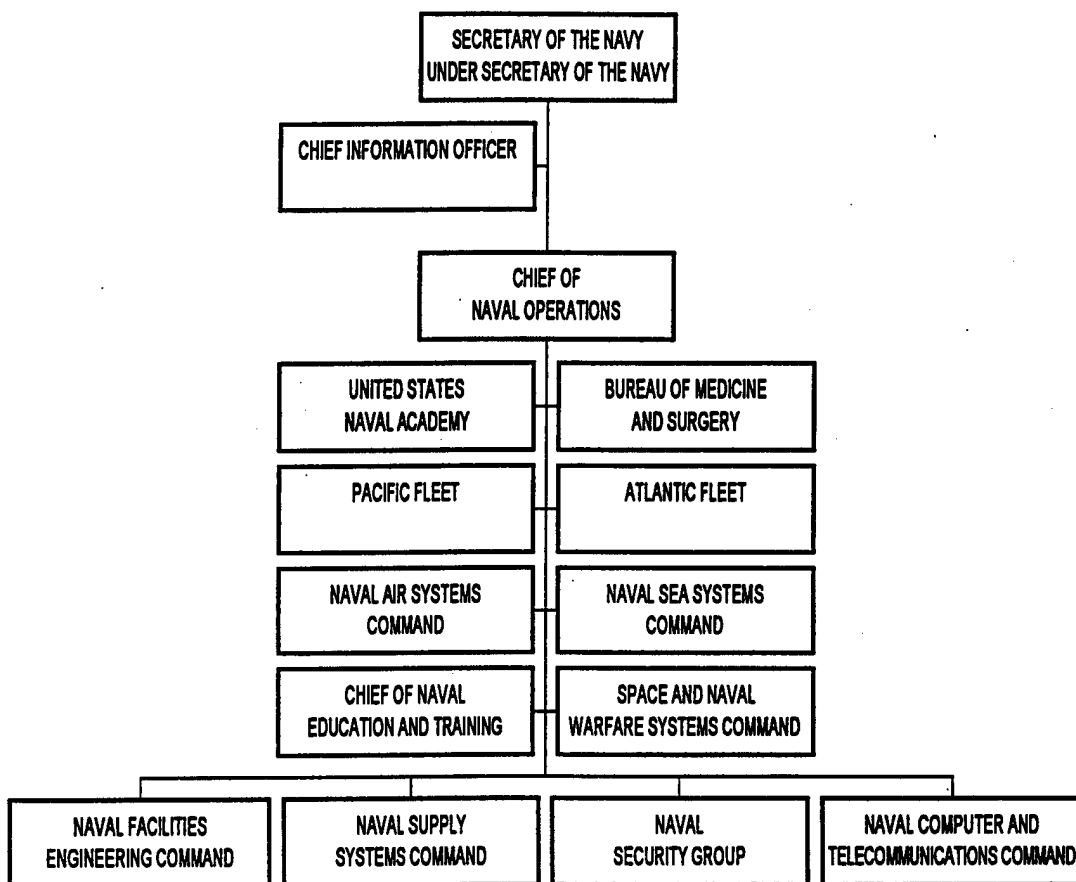 SECRETARY OF THE NAVY
UNDER SECRETARY OF THE NAVY
CHIEF INFORMATION OFFICER
CHIEF OF
NAVAL OPERATIONS
UNITED STATES
NAVAL ACADEMY
BUREAU OF MEDICINE
AND SURGERY
PACIFIC FLEET
ATLANTIC FLEET
NAVAL AIR SYSTEMS
COMMAND
NAVAL SEA SYSTEMS
COMMAND
CHIEF OF NAVAL
EDUCATION AND TRAINING
SPACE AND NAVAL
WARFARE SYSTEMS COMMAND
NAVAL FACILITIES
ENGINEERING COMMAND
NAVAL SUPPLY
SYSTEMS COMMAND
NAVAL
SECURITY GROUP
NAVAL COMPUTER AND
TELECOMMUNICATIONS COMMAND